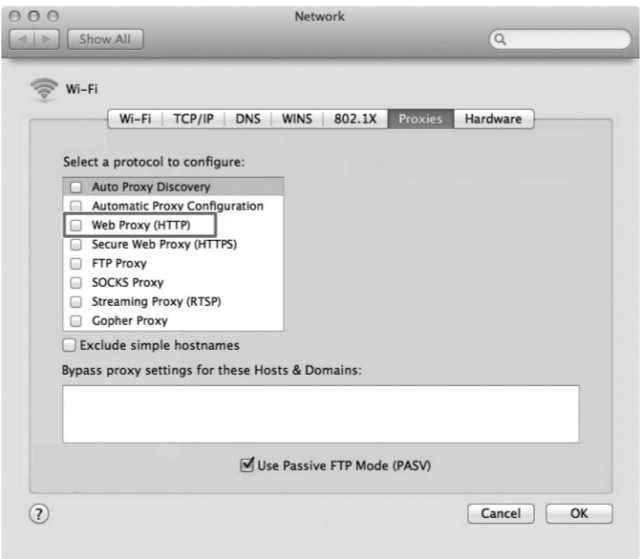 Network
Show All
Wi-Fi
Wi-Fi TCP/IP DNS WINS 802.1X Proxies Hardware
Select a protocol to configure:
Auto Proxy Discovery
Automatic Proxy Configuration
Web Proxy (HTTP)
Secure Web Proxy (HTTPS)
FTP Proxy
SOCKS Proxy
Streaming Proxy (RTSP)
Gopher Proxy
Exclude simple hostnames
Bypass proxy settings for these Hosts & Domains:
Use Passive FTP Mode (PASV)
? Cancel OK